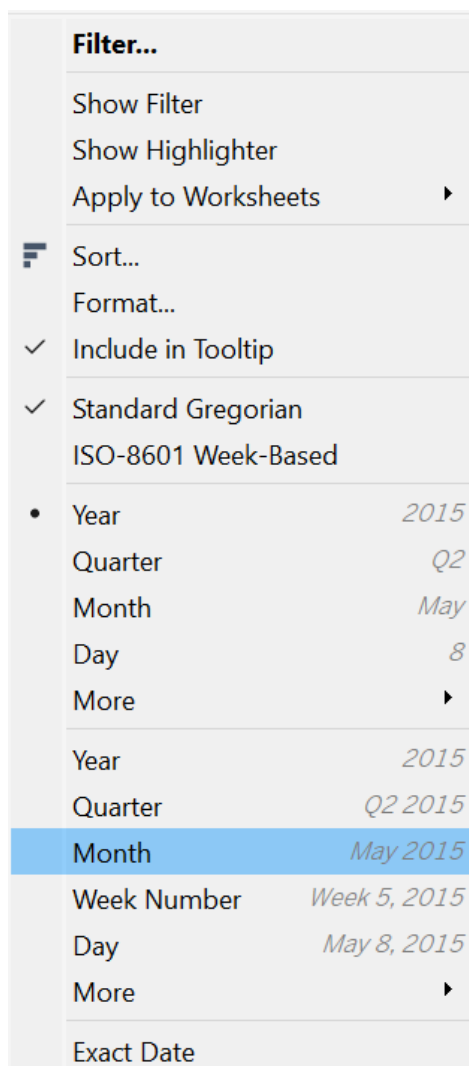 Filter...
Show Filter
Show Highlighter
Apply to Worksheets
Sort...
Format...
Include in Tooltip
Standard Gregorian
ISO-8601 Week-Based
Year 2015
Quarter Q2
Month May
Day 8
More
Year 2015
Quarter Q2 2015
Month May 2015
Week Number Week 5, 2015
Day May 8, 2015
More
Exact Date